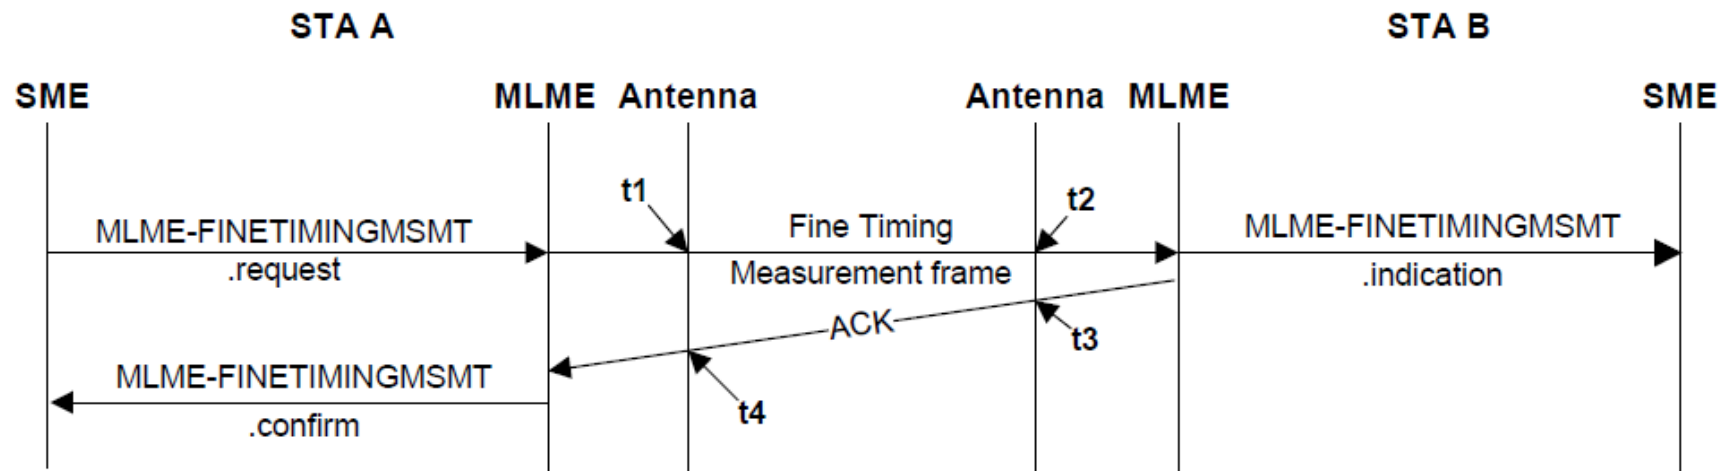 STA A STA B
SME MLME Antenna Antenna MLME SME
t1 t2
MLME-FINETIMINGMSMT Fine Timing MLME-FINETIMINGMSMT
.request Measurement frame .indication
ACK t3
MLME-FINETIMINGMSMT
.confirm t4